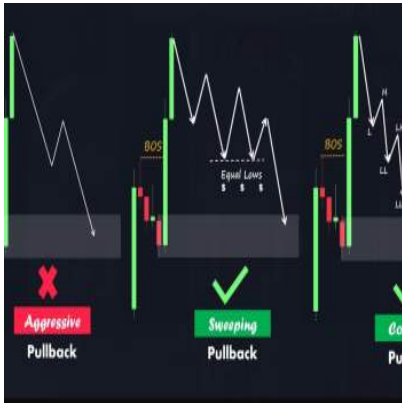 BOS
Equal Lows
$ $ $
BOS
H
L
LL
Aggressive
Pullback
Sweeping
Pullback